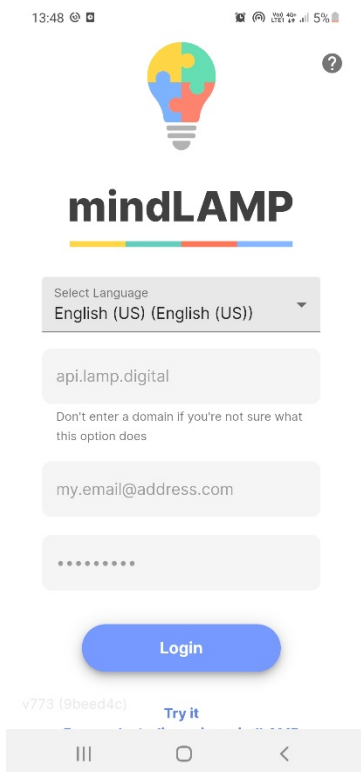 13:48 5%
mindLAMP
Select Language
English (US) (English (US))
api.lamp.digital
Don't enter a domain if you're not sure what
this option does
my.email@address.com
•••••••••
Login
v773 (9beed4c)
Try it